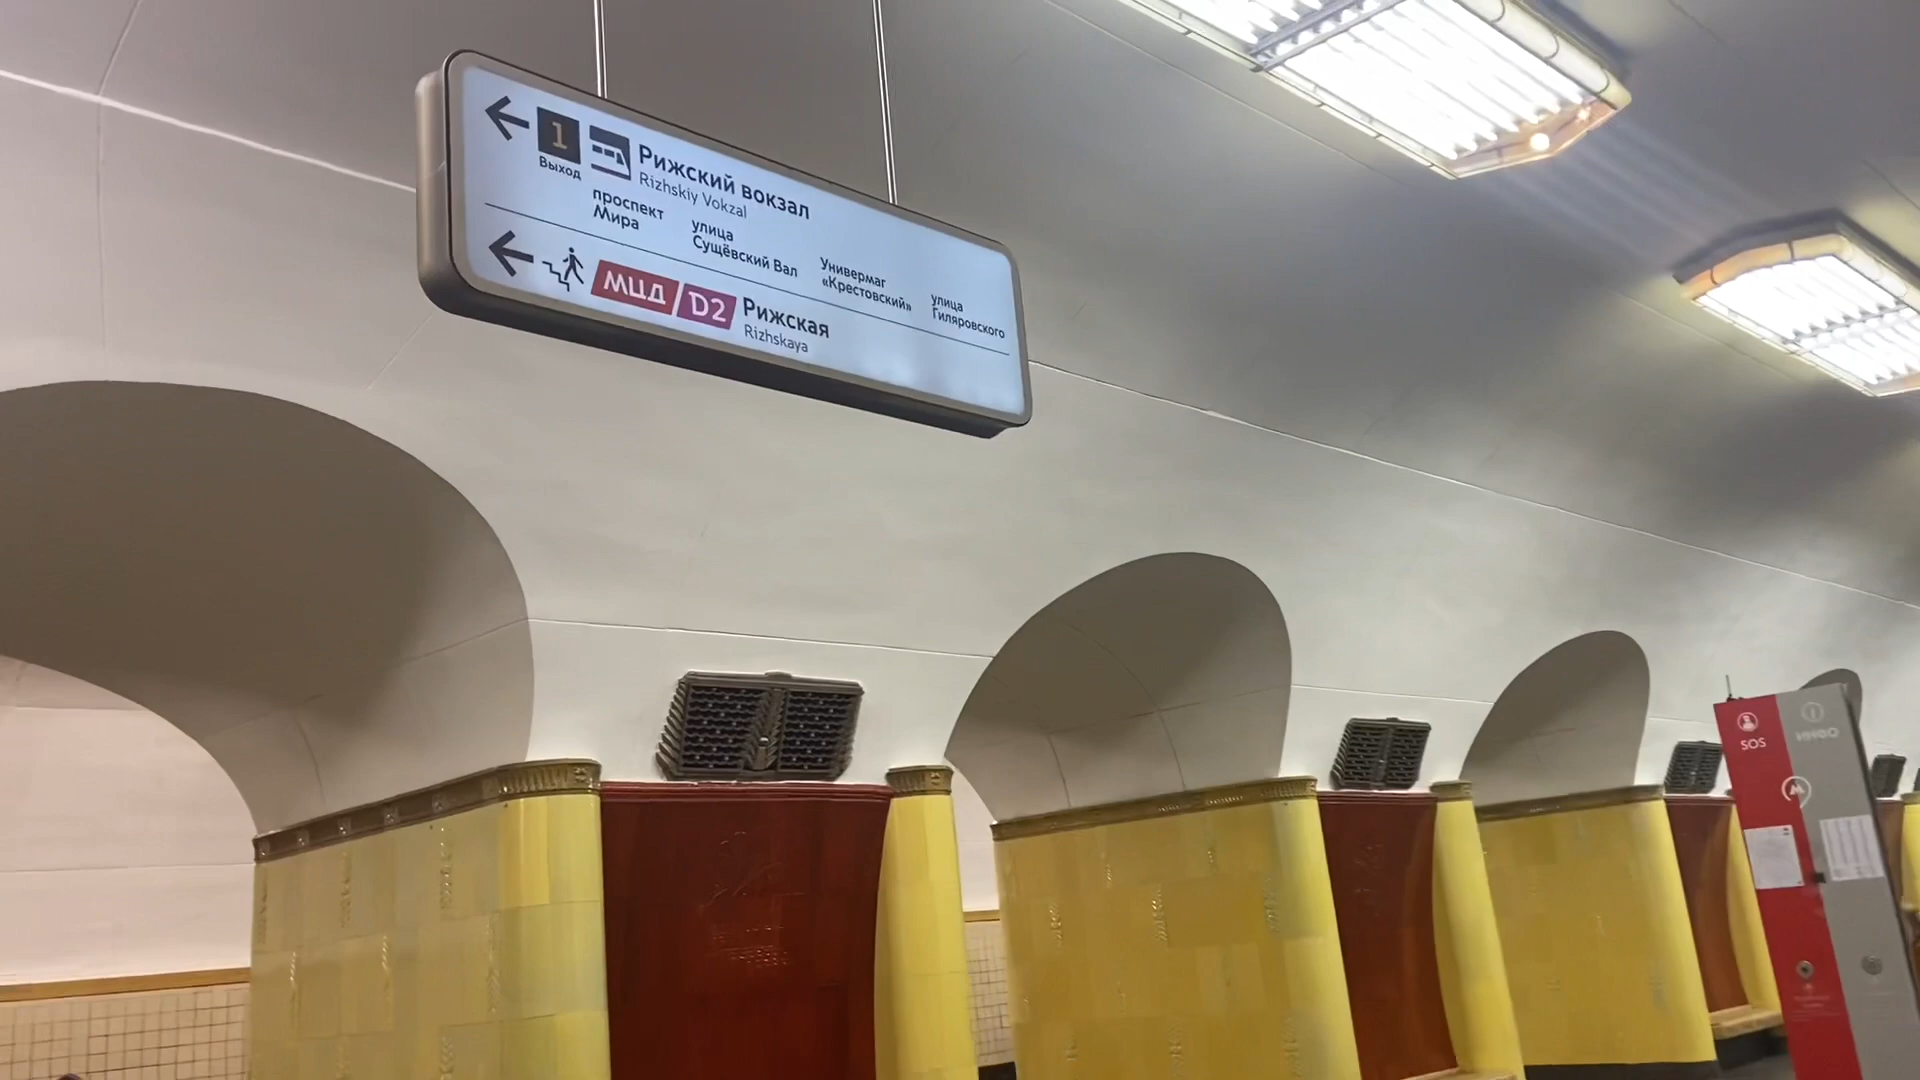 1
Выход
Рижский вокзал
Rizhskiy Vokzal
проспект
Мира
улица
Сущёвский Вал
Универмаг
«Крестовский»
улица
Гиляровского
МЦД D2 Рижская
Rizhskaya
SOS
ИНФО